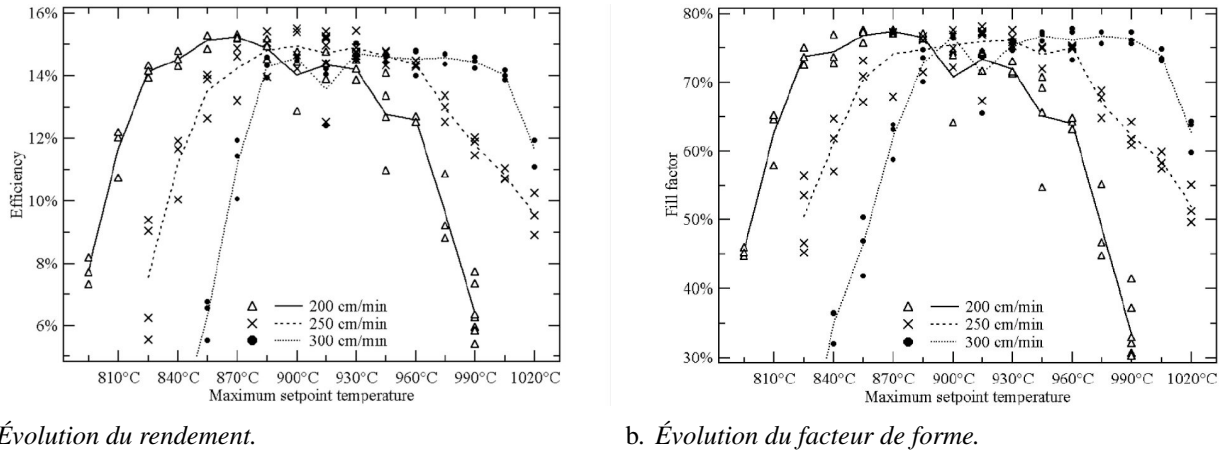 16%
14%
12%
10%
8%
6%
Efficiency
200 cm/min
250 cm/min
300 cm/min
810°C 840°C 870°C 900°C 930°C 960°C 990°C 1020°C
Maximum setpoint temperature
80%
70%
60%
50%
40%
30%
Fill factor
200 cm/min
250 cm/min
300 cm/min
810°C 840°C 870°C 900°C 930°C 960°C 990°C 1020°C
Maximum setpoint temperature
Évolution du rendement.
b. Évolution du facteur de forme.